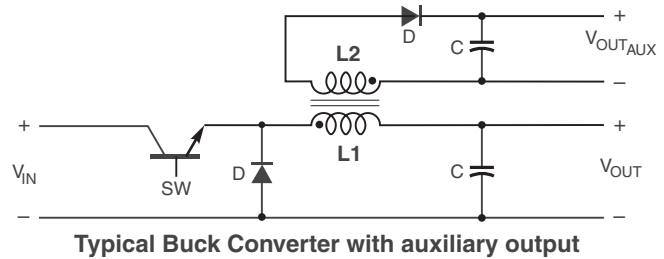 D
+
C
V_OUT_AUX
L2
−
+
+
L1
V_IN
SW
D
C
V_OUT
−
−
Typical Buck Converter with auxiliary output